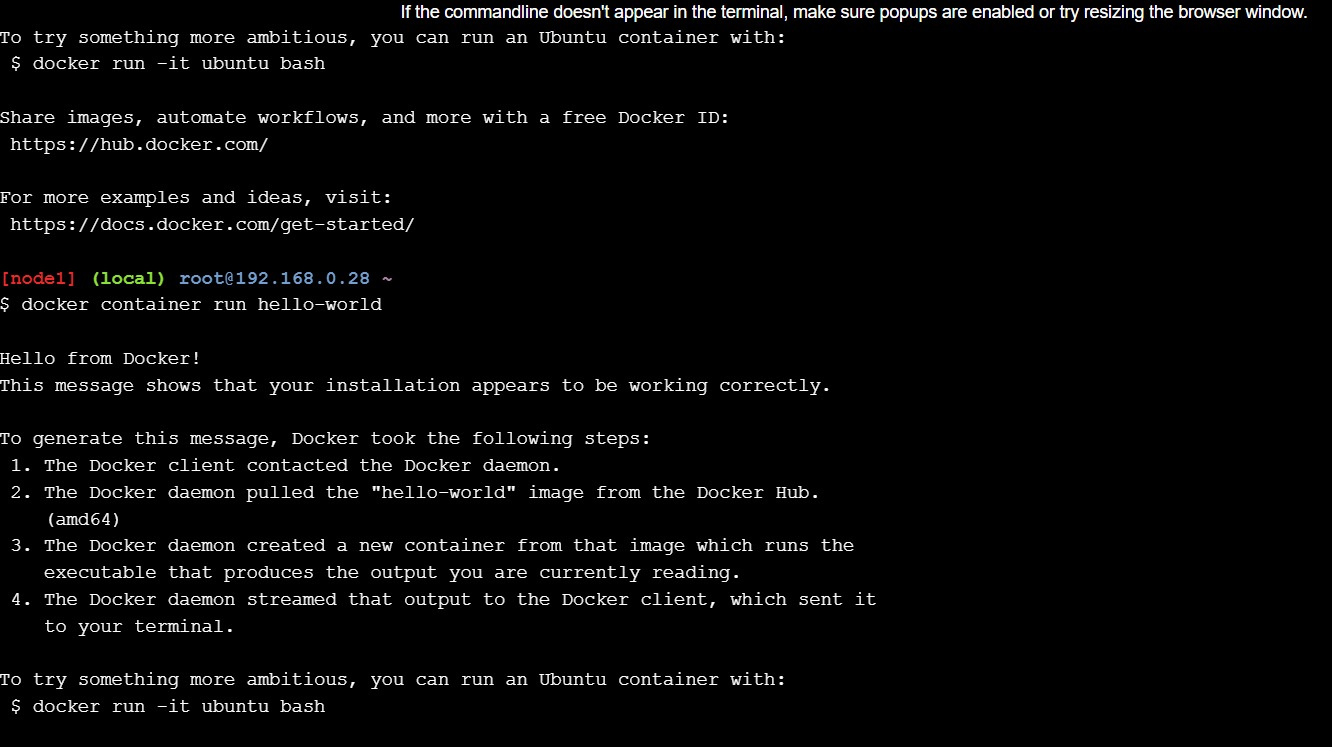 If the commandline doesn't appear in the terminal, make sure popups are enabled or try resizing the browser window.
To try something more ambitious, you can run an Ubuntu container with:
$ docker run -it ubuntu bash
Share images, automate workflows, and more with a free Docker ID:
https://hub.docker.com/
For more examples and ideas, visit:
https://docs.docker.com/get-started/
[node1] (local) root@192.168.0.28 ~
$ docker container run hello-world
Hello from Docker!
This message shows that your installation appears to be working correctly.
To generate this message, Docker took the following steps:
1. The Docker client contacted the Docker daemon.
2. The Docker daemon pulled the "hello-world" image from the Docker Hub.
(amd64)
3. The Docker daemon created a new container from that image which runs the
executable that produces the output you are currently reading.
4. The Docker daemon streamed that output to the Docker client, which sent it
to your terminal.
To try something more ambitious, you can run an Ubuntu container with:
$ docker run -it ubuntu bash